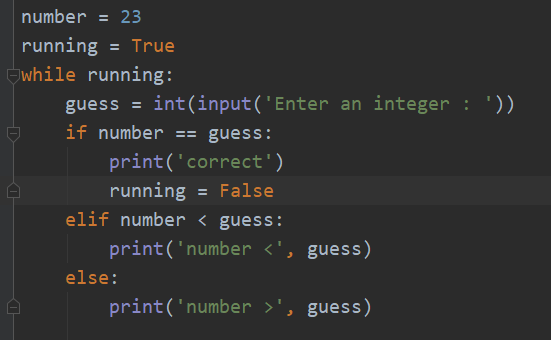 number = 23
running = True
while running:
    guess = int(input('Enter an integer : '))
    if number == guess:
        print('correct')
        running = False
    elif number < guess:
        print('number <', guess)
    else:
        print('number >', guess)